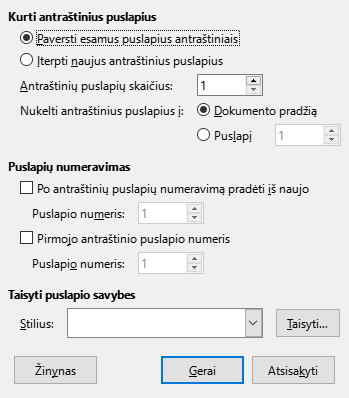 Kurti antraštinius puslapius
Paversti esamus puslapius antraštiniais
Įterpti naujus antraštinius puslapius
Antraštinių puslapių skaičius: 1
Nukelti antraštinius puslapius į: Dokumento pradžią
Puslapį 1
Puslapių numeravimas
Po antraštinių puslapių numeravimą pradėti iš naujo
Puslapio numeris: 1
Pirmojo antraštinio puslapio numeris
Puslapio numeris: 1
Taisyti puslapio savybes
Stilius: Taisyti...
Žinynas Gerai Atsisakyti